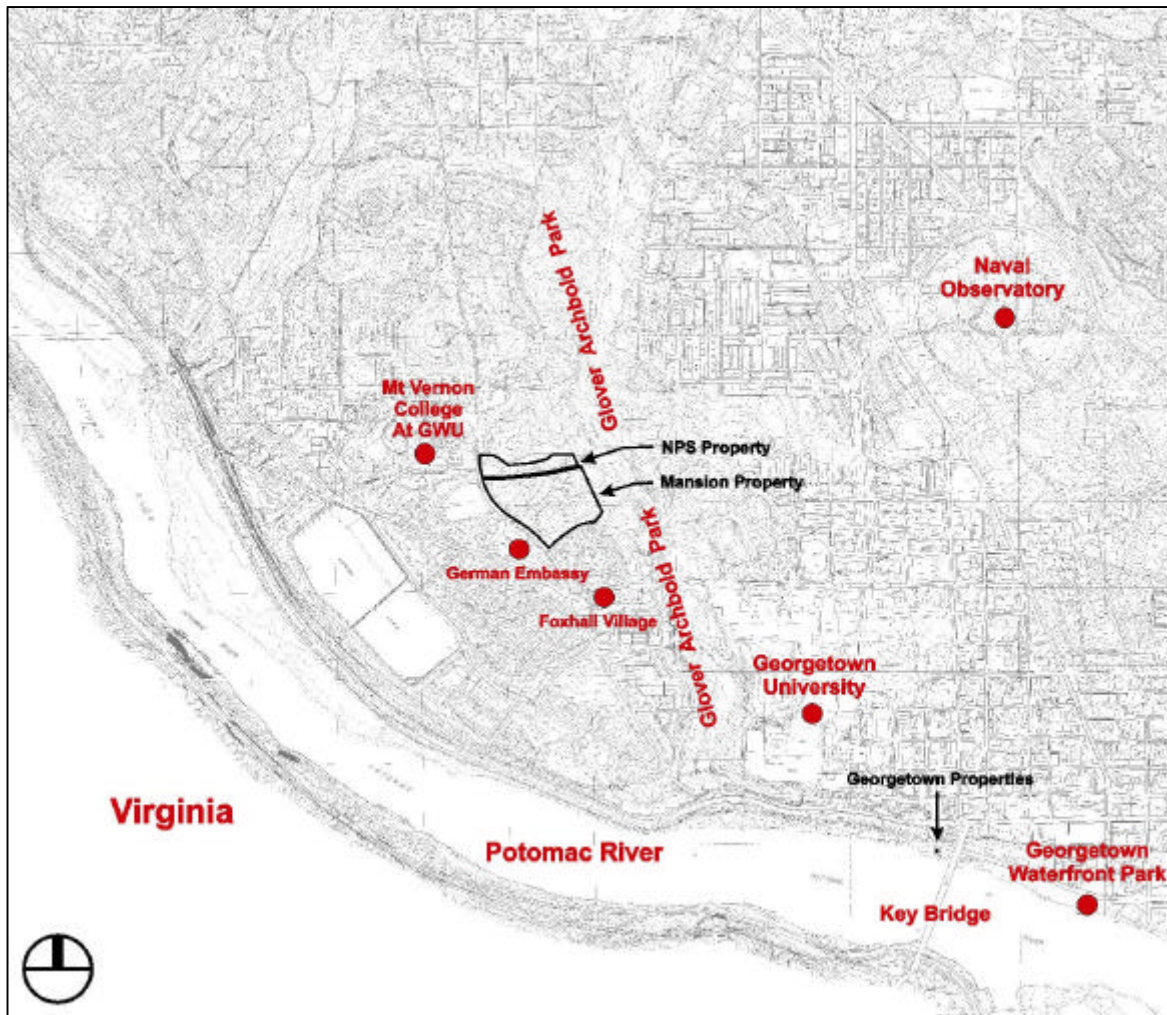 Glover Archbold Park
Naval
Observatory
Mt Vernon
College
At GWU
NPS Property
Mansion Property
Glover Archbold Park
German Embassy
Foxhall Village
Georgetown
University
Georgetown Properties
Virginia
Potomac River
Georgetown
Waterfront Park
Key Bridge